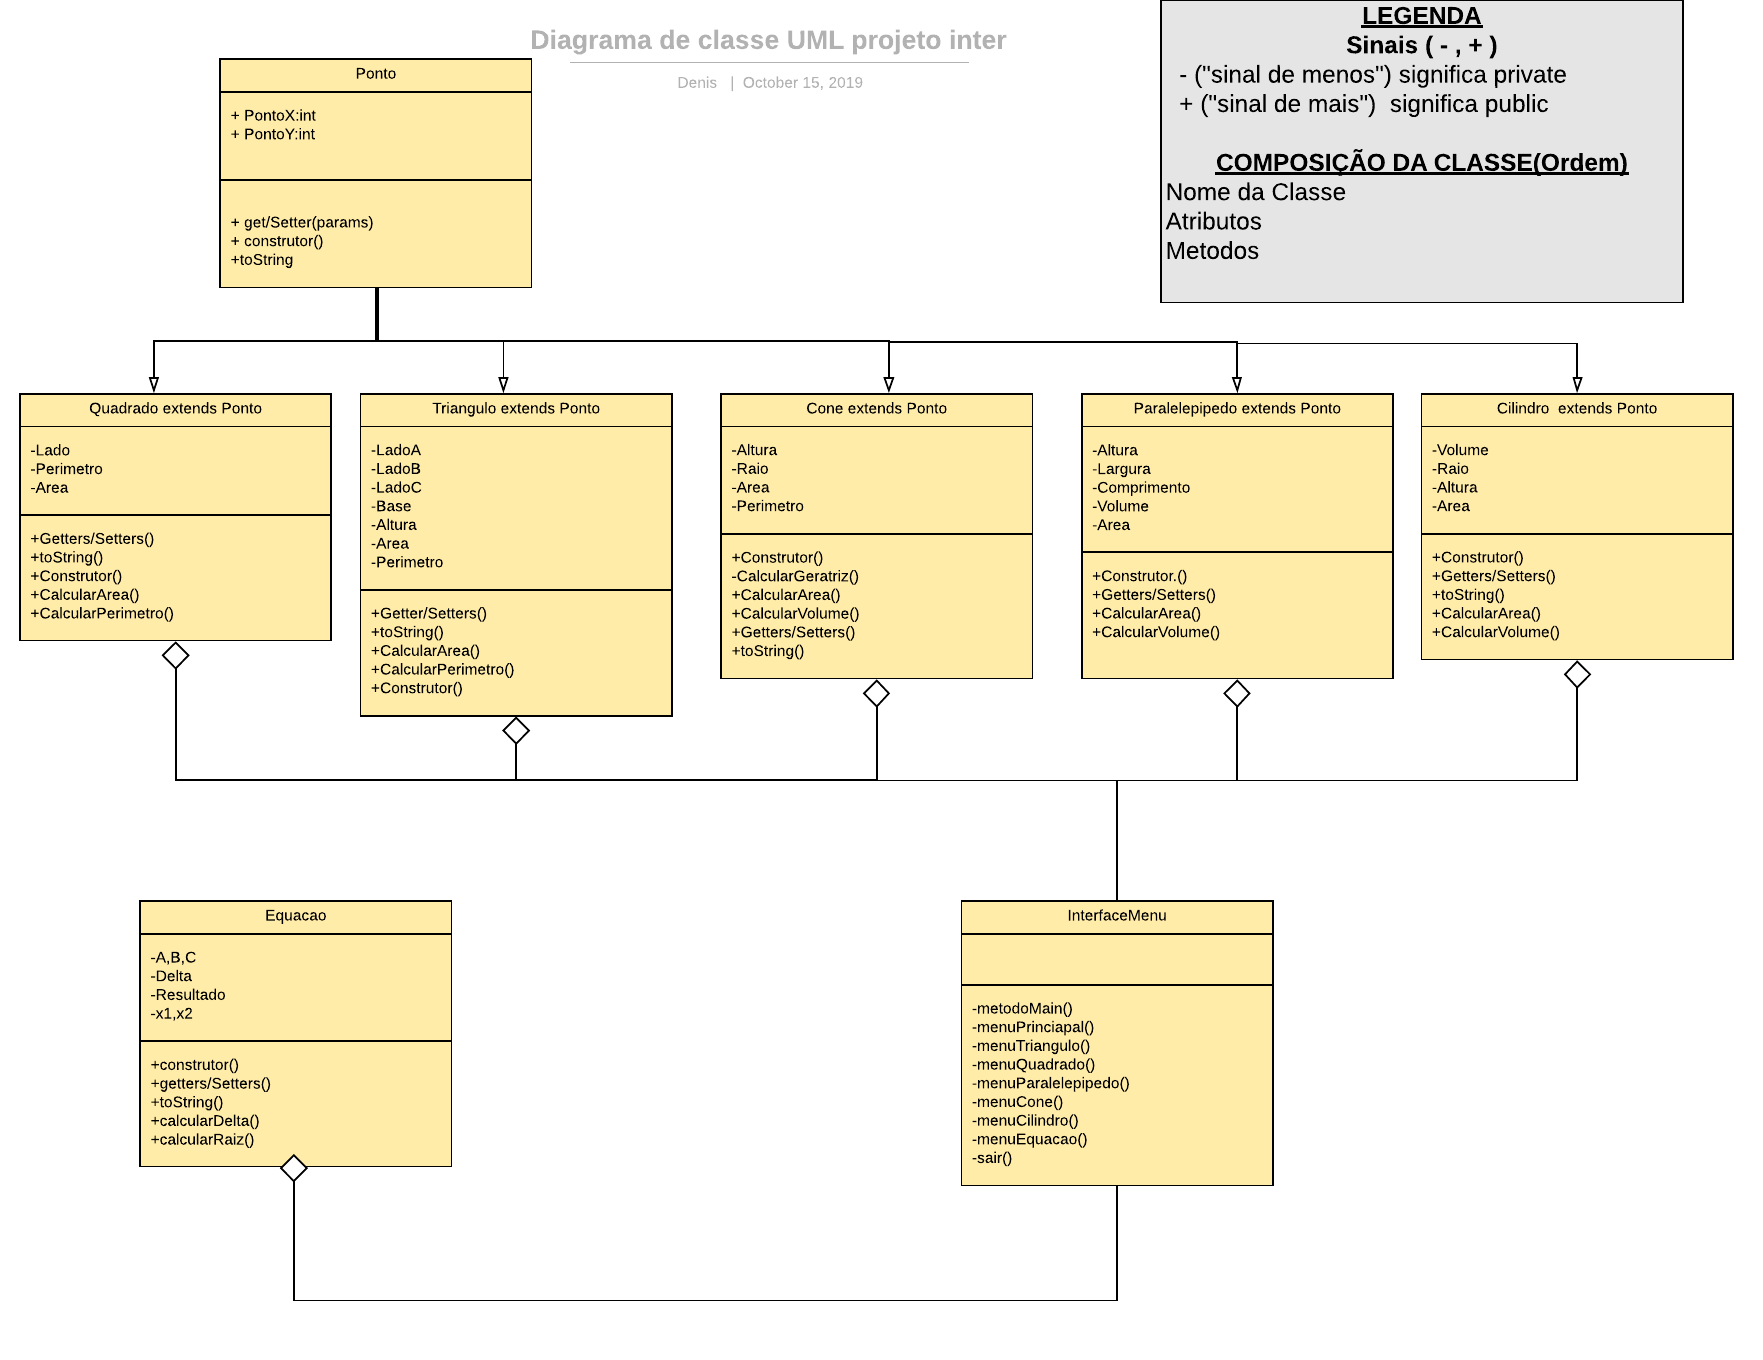 Diagrama de classe UML projeto inter
Denis | October 15, 2019
LEGENDA
Sinais ( - , + )
- ("sinal de menos") significa private
+ ("sinal de mais")  significa public
COMPOSIÇÃO DA CLASSE(Ordem)
Nome da Classe
Atributos
Metodos
Ponto
+ PontoX:int
+ PontoY:int
+ get/Setter(params)
+ construtor()
+toString
Quadrado extends Ponto
-Lado
-Perimetro
-Area
+Getters/Setters()
+toString()
+Construtor()
+CalcularArea()
+CalcularPerimetro()
Triangulo extends Ponto
-LadoA
-LadoB
-LadoC
-Base
-Altura
-Area
-Perimetro
+Getter/Setters()
+toString()
+CalcularArea()
+CalcularPerimetro()
+Construtor()
Cone extends Ponto
-Altura
-Raio
-Area
-Perimetro
+Construtor()
-CalcularGeratriz()
+CalcularArea()
+CalcularVolume()
+Getters/Setters()
+toString()
Paralelepipedo extends Ponto
-Altura
-Largura
-Comprimento
-Volume
-Area
+Construtor.()
+Getters/Setters()
+CalcularArea()
+CalcularVolume()
Cilindro  extends Ponto
-Volume
-Raio
-Altura
-Area
+Construtor()
+Getters/Setters()
+toString()
+CalcularArea()
+CalcularVolume()
Equacao
-A,B,C
-Delta
-Resultado
-x1,x2
+construtor()
+getters/Setters()
+toString()
+calcularDelta()
+calcularRaiz()
InterfaceMenu
-metodoMain()
-menuPrinciapal()
-menuTriangulo()
-menuQuadrado()
-menuParalelepipedo()
-menuCone()
-menuCilindro()
-menuEquacao()
-sair()